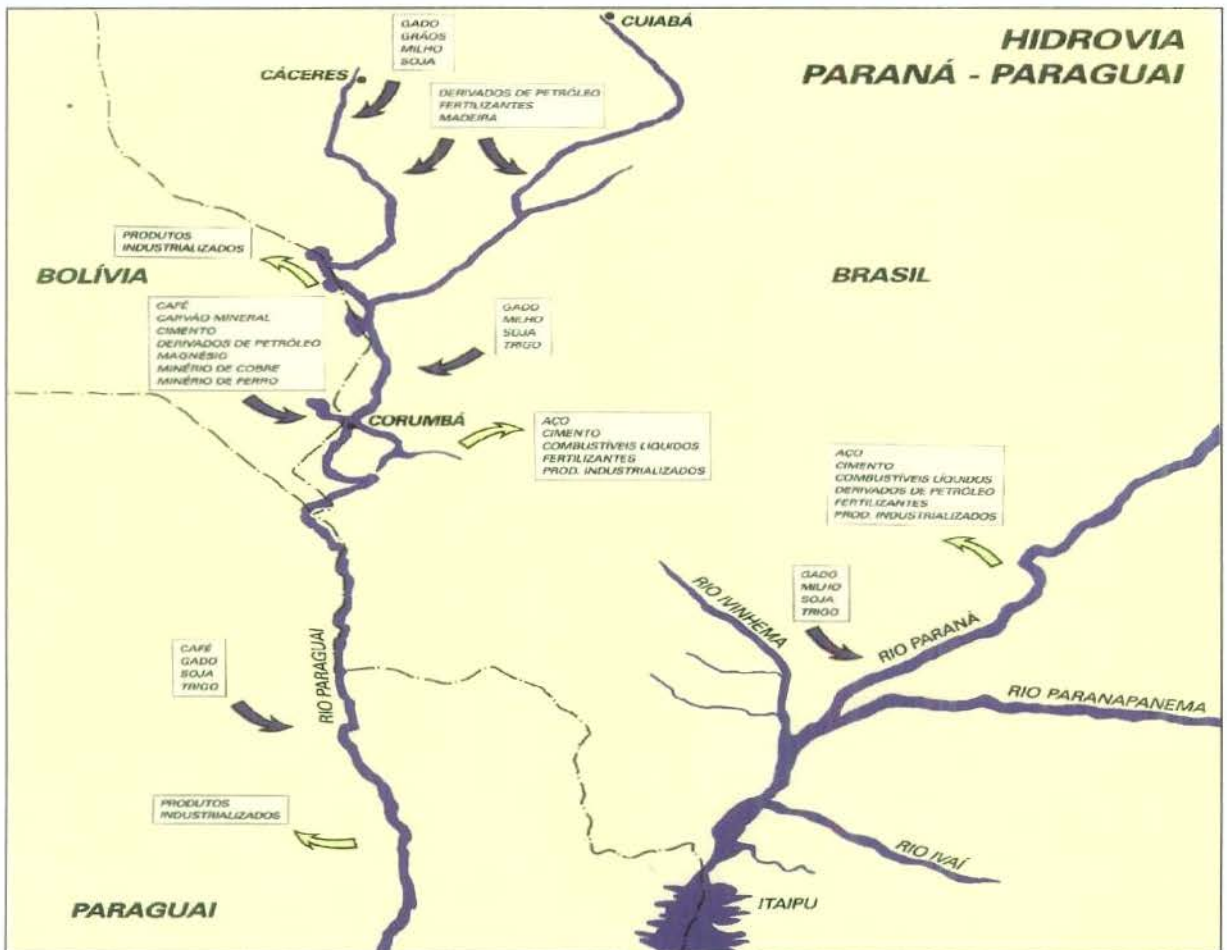 HIDROVIA
PARANÁ - PARAGUAI
CUIABÁ
GADO
GRÃOS
MILHO
SOJA
CÁCERES
DERIVADOS DE PETRÓLEO
FERTILIZANTES
MADEIRA
PRODUTOS
INDUSTRIALIZADOS
BOLÍVIA
BRASIL
CAFÉ
CARVÃO MINERAL
CIMENTO
DERIVADOS DE PETRÓLEO
MAGNÉSIO
MINÉRIO DE COBRE
MINÉRIO DE FERRO
GADO
MILHO
SOJA
TRIGO
CORUMBÁ
AÇO
CIMENTO
COMBUSTÍVEIS LÍQUIDOS
FERTILIZANTES
PROD. INDUSTRIALIZADOS
AÇO
CIMENTO
COMBUSTÍVEIS LÍQUIDOS
DERIVADOS DE PETRÓLEO
FERTILIZANTES
PROD. INDUSTRIALIZADOS
RIO IVINHEMA
GADO
MILHO
SOJA
TRIGO
RIO PARANÁ
CAFÉ
GADO
SOJA
TRIGO
RIO PARAGUAI
RIO PARANAPANEMA
PRODUTOS
INDUSTRIALIZADOS
RIO IVAÍ
ITAIPU
PARAGUAI